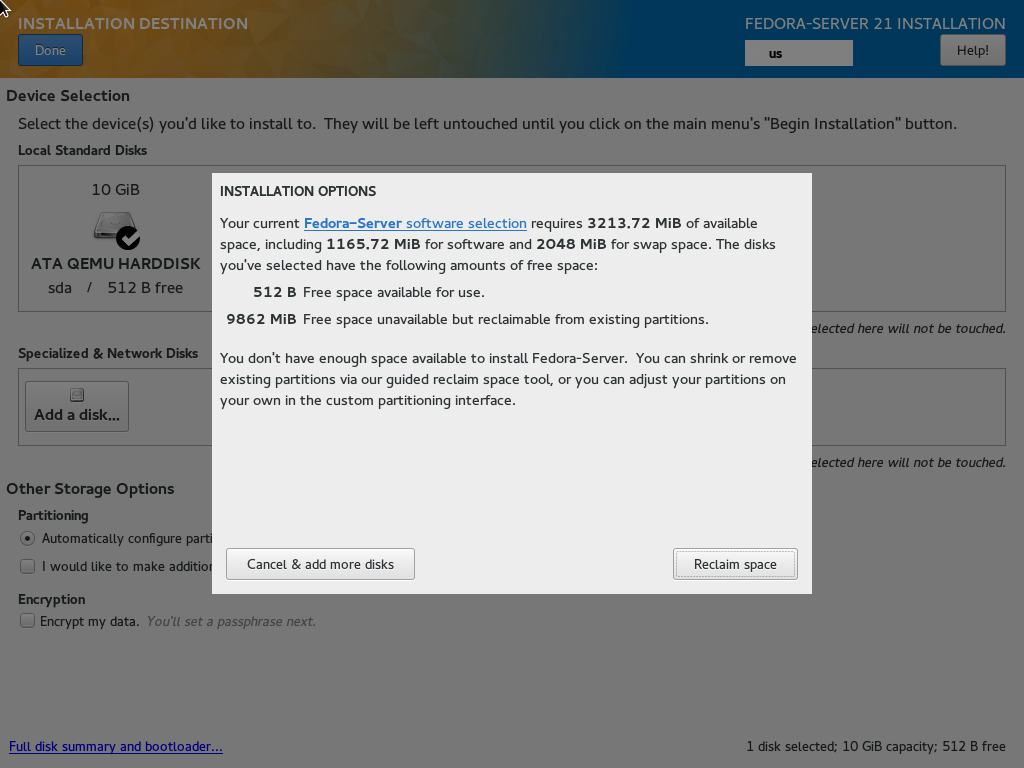 INSTALLATION DESTINATION
FEDORA-SERVER 21 INSTALLATION
Done
us
Help!
Device Selection
Select the device(s) you'd like to install to.  They will be left untouched until you click on the main menu's "Begin Installation" button.
Local Standard Disks
10 GiB
ATA QEMU HARDDISK
sda / 512 B free
elected here will not be touched.
Specialized & Network Disks
Add a disk...
elected here will not be touched.
Other Storage Options
Partitioning
Automatically configure parti
I would like to make addition
Encryption
Encrypt my data. You'll set a passphrase next.
Full disk summary and bootloader...
1 disk selected; 10 GiB capacity; 512 B free
INSTALLATION OPTIONS
Your current Fedora-Server software selection requires 3213.72 MiB of available
space, including 1165.72 MiB for software and 2048 MiB for swap space. The disks
you've selected have the following amounts of free space:
512 B Free space available for use.
9862 MiB Free space unavailable but reclaimable from existing partitions.
You don't have enough space available to install Fedora-Server.  You can shrink or remove
existing partitions via our guided reclaim space tool, or you can adjust your partitions on
your own in the custom partitioning interface.
Cancel & add more disks
Reclaim space